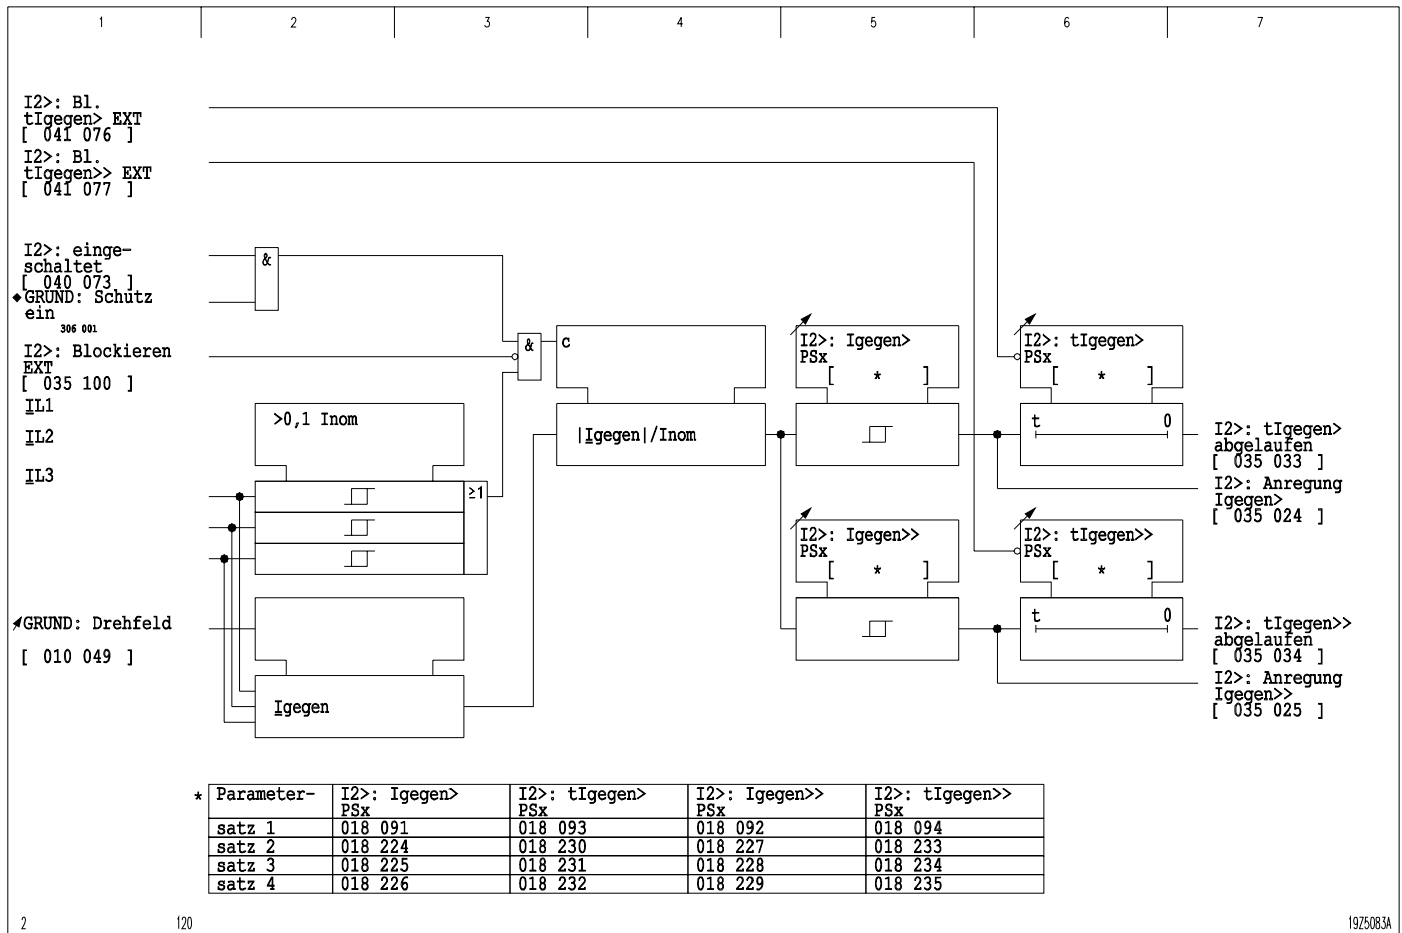 1 2 3 4 5 6 7
I2>: Bl.
tIgegen> EXT
[ 041 076 ]
I2>: Bl.
tIgegen>> EXT
[ 041 077 ]
I2>: einge-
schaltet
[ 040 073 ]
GRUND: Schutz
ein
306 001
I2>: Blockieren
EXT
[ 035 100 ]
IL1
IL2
IL3
GRUND: Drehfeld
[ 010 049 ]
&
>0,1 Inom
≥1
Igegen
&
c
|Igegen|/Inom
I2>: Igegen>
PSx
[ * ]
I2>: Igegen>>
PSx
[ * ]
I2>: tIgegen>
PSx
[ * ]
t 0
I2>: tIgegen>>
PSx
[ * ]
t 0
I2>: tIgegen>
abgelaufen
[ 035 033 ]
I2>: Anregung
Igegen>
[ 035 024 ]
I2>: tIgegen>>
abgelaufen
[ 035 034 ]
I2>: Anregung
Igegen>>
[ 035 025 ]
* Parameter- I2>: Igegen> I2>: tIgegen> I2>: Igegen>> I2>: tIgegen>>
PSx PSx PSx PSx
satz 1 018 091 018 093 018 092 018 094
satz 2 018 224 018 230 018 227 018 233
satz 3 018 225 018 231 018 228 018 234
satz 4 018 226 018 232 018 229 018 235
2 120 19Z5083A